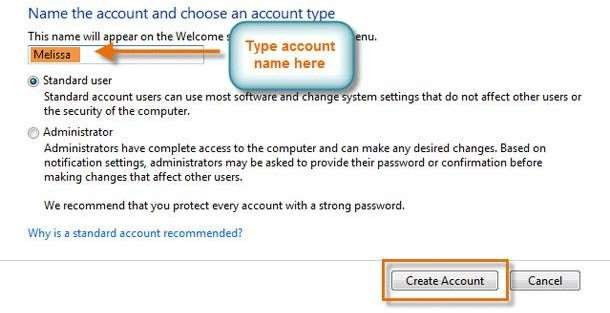 Name the account and choose an account type
This name will appear on the Welcome s enu.
Melissa
Type account
name here
Standard user
Standard account users can use most software and change system settings that do not affect other users or
the security of the computer.
Administrator
Administrators have complete access to the computer and can make any desired changes. Based on
notification settings, administrators may be asked to provide their password or confirmation before
making changes that affect other users.
We recommend that you protect every account with a strong password.
Why is a standard account recommended?
Create Account
Cancel